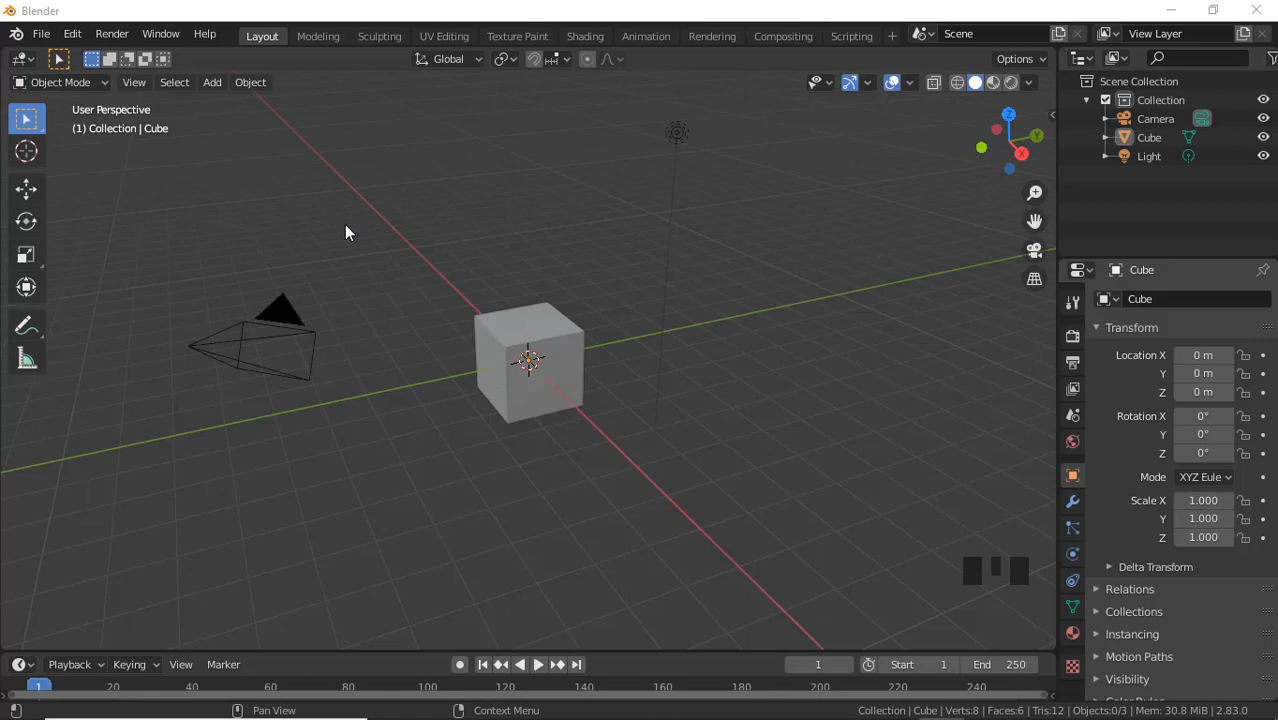 Blender
File Edit Render Window Help Layout Modeling Sculpting UV Editing Texture Paint Shading Animation Rendering Compositing Scripting + Scene View Layer
Global Options
Object Mode View Select Add Object
User Perspective
(1) Collection | Cube
Z
Y
X
Scene Collection
Collection
Camera
Cube
Light
Cube
Cube
Transform
Location X 0 m
Y 0 m
Z 0 m
Rotation X 0°
Y 0°
Z 0°
Mode XYZ Eule
Scale X 1.000
Y 1.000
Z 1.000
Delta Transform
Relations
Collections
Instancing
Motion Paths
Visibility
Playback Keying View Marker 1 Start 1 End 250
1 20 40 60 80 100 120 140 160 180 200 220 240
Pan View Context Menu Collection | Cube | Verts:8 | Faces:6 | Tris:12 | Objects:0/3 | Mem: 30.8 MiB | 2.83.0